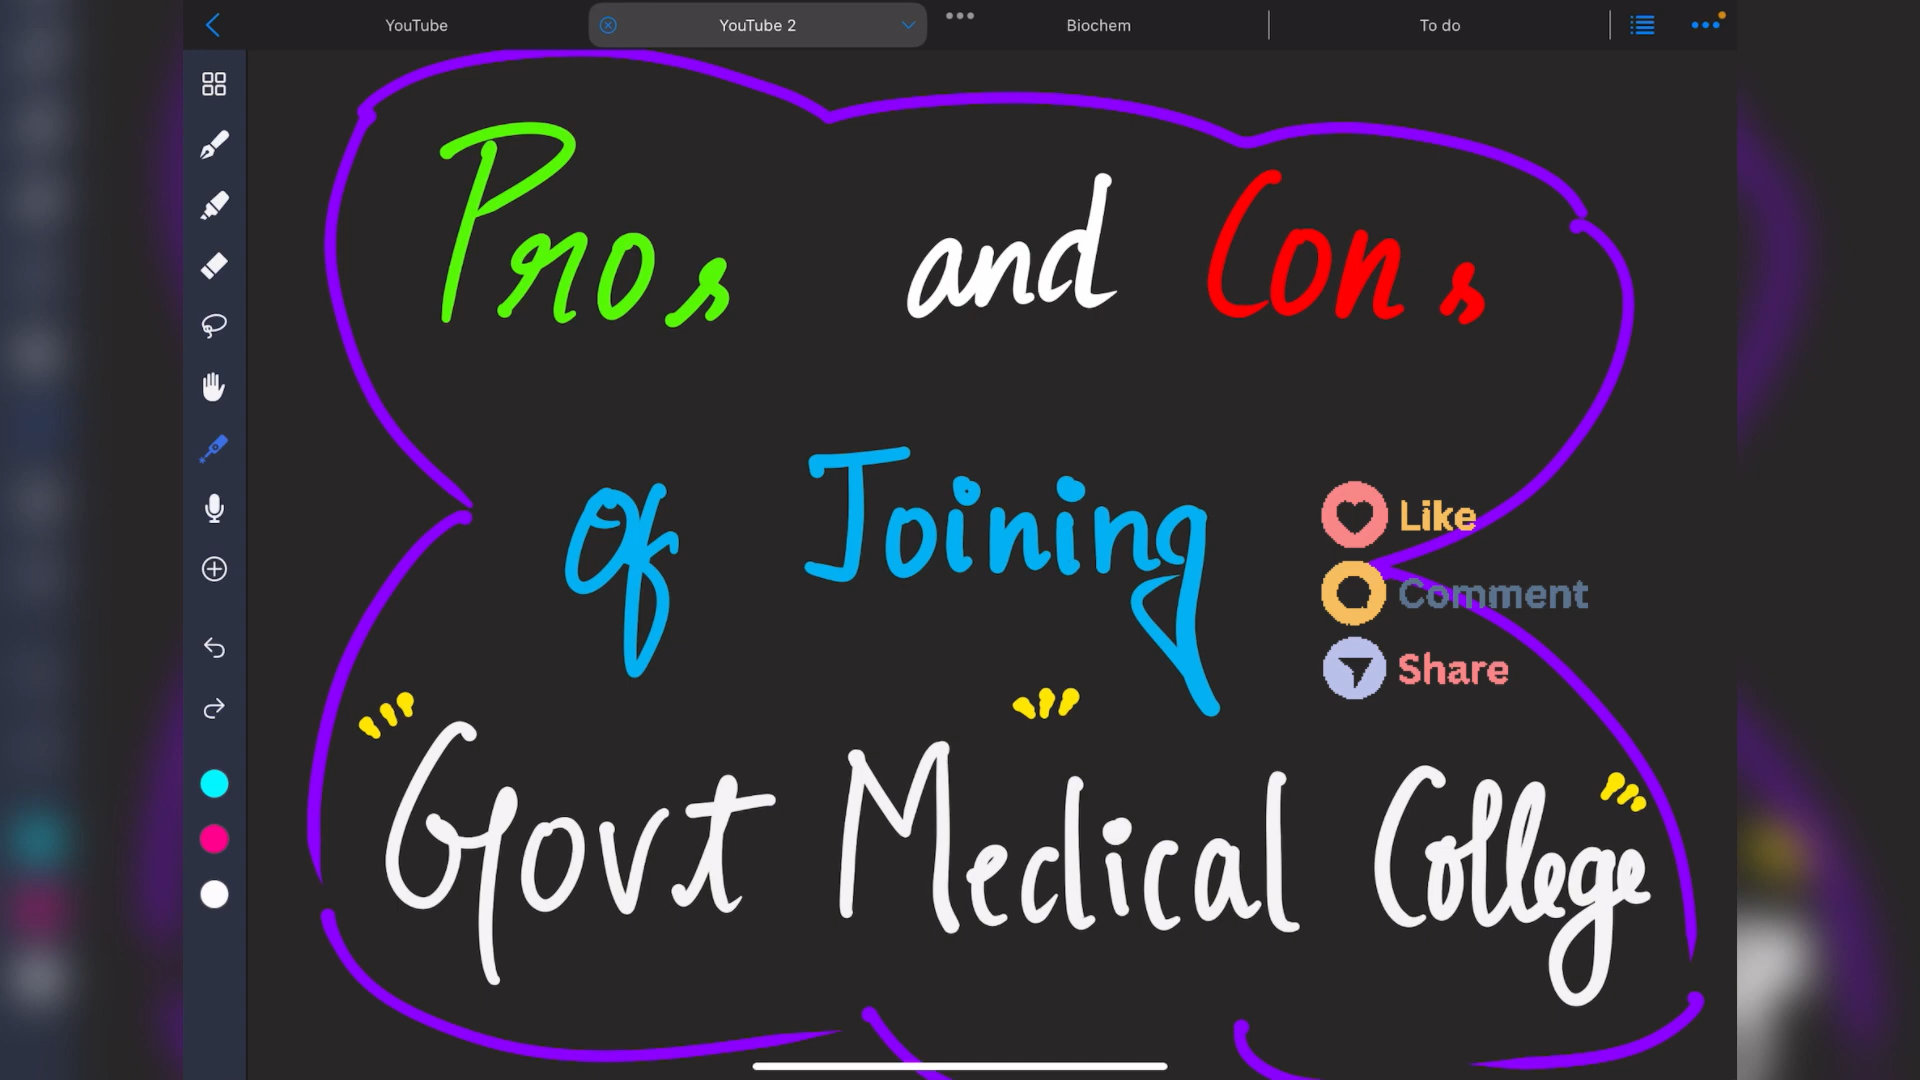 YouTube YouTube 2 Biochem To do
Pros and Cons
of Joining
Like
Comment
Share
Govt Medical College